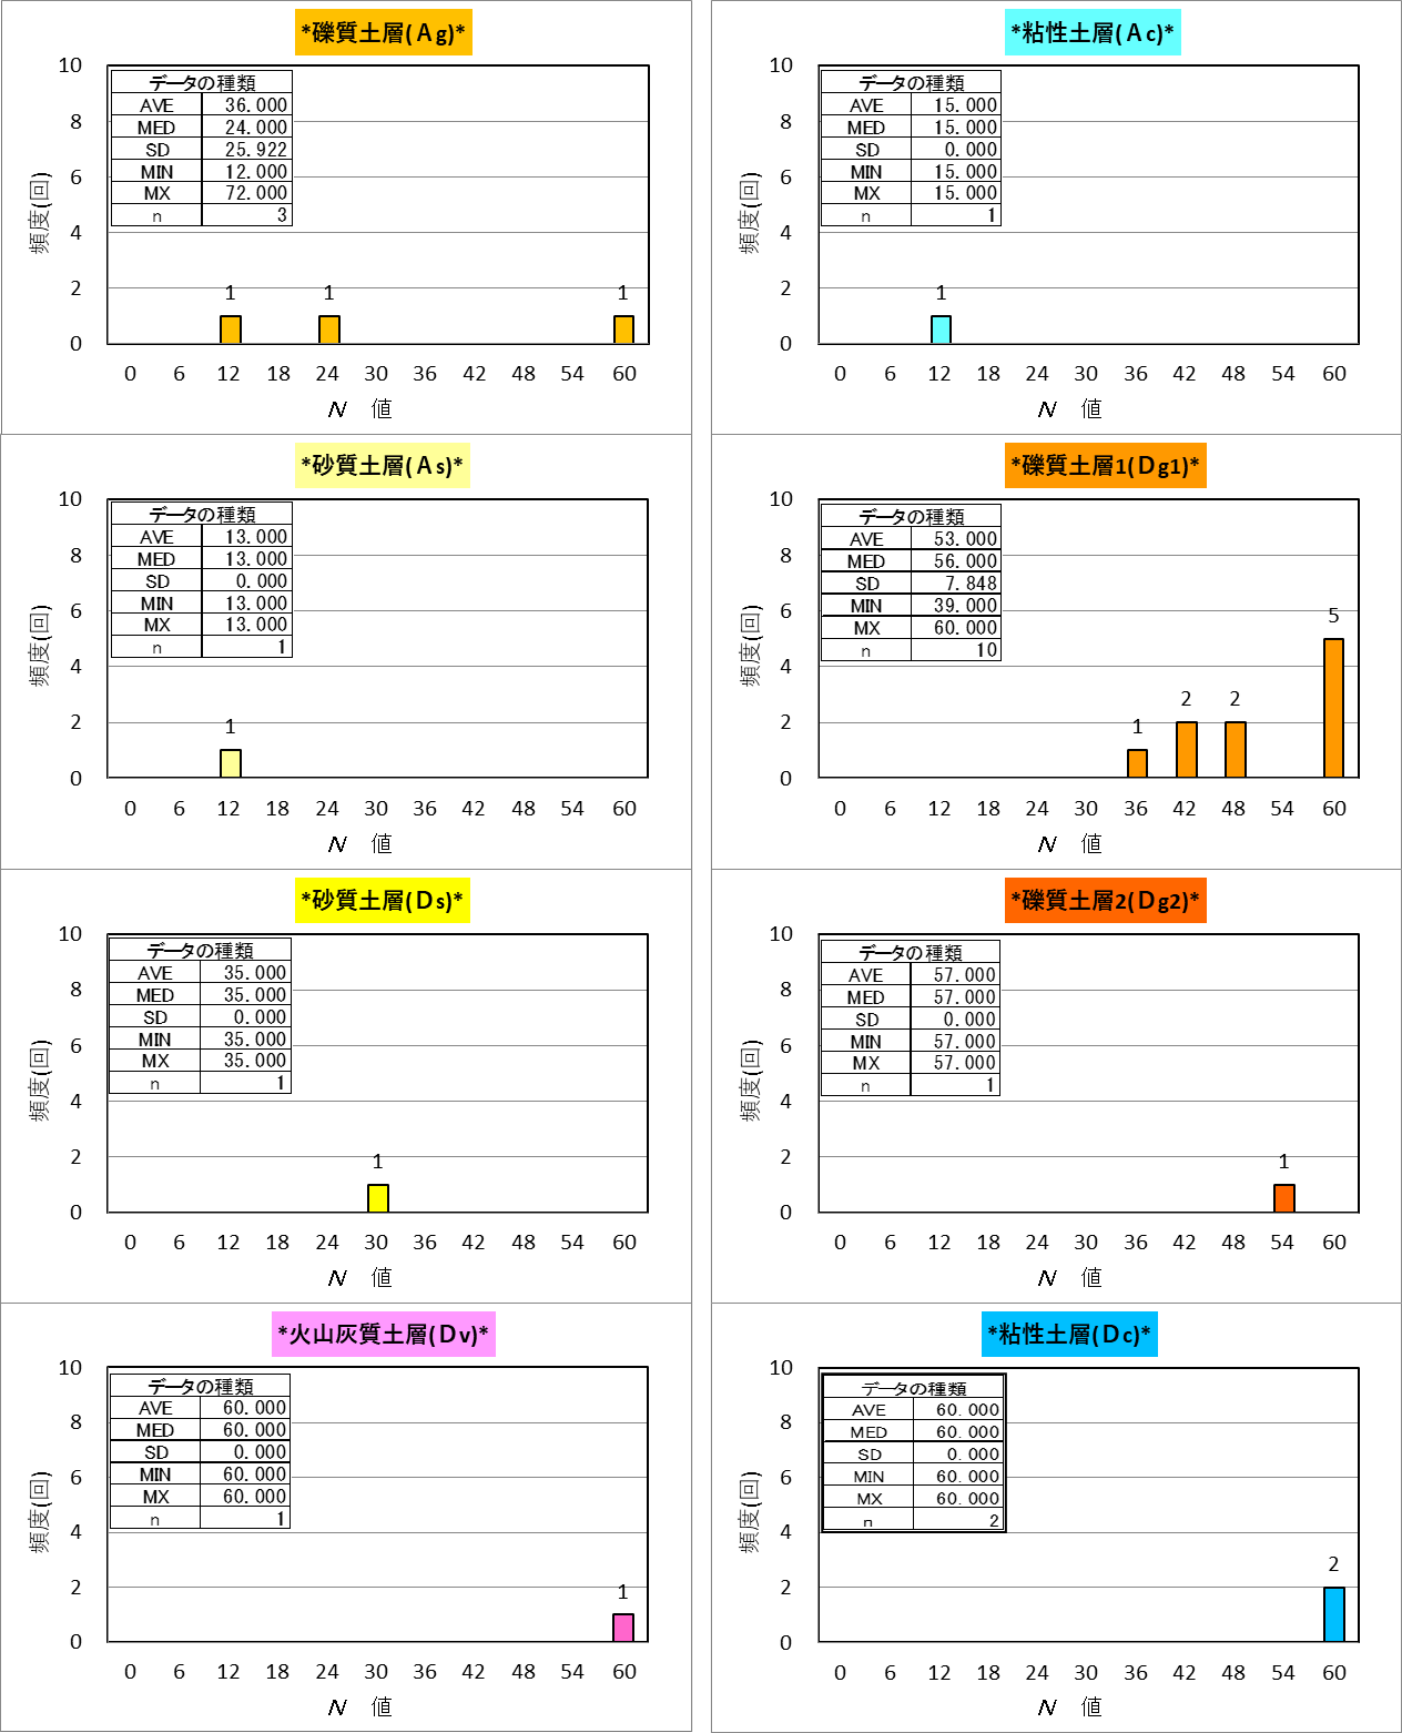 *礫質土層(Ａg)*
データの種類
AVE 36.000
MED 24.000
SD 25.922
MIN 12.000
MX 72.000
n 3
頻度(回)
10
8
6
4
2
0
1 1 1
0 6 12 18 24 30 36 42 48 54 60
N 値
*粘性土層(Ａc)*
データの種類
AVE 15.000
MED 15.000
SD 0.000
MIN 15.000
MX 15.000
n 1
頻度(回)
10
8
6
4
2
0
1
0 6 12 18 24 30 36 42 48 54 60
N 値
*砂質土層(Ａs)*
データの種類
AVE 13.000
MED 13.000
SD 0.000
MIN 13.000
MX 13.000
n 1
頻度(回)
10
8
6
4
2
0
1
0 6 12 18 24 30 36 42 48 54 60
N 値
*礫質土層1(Ｄg1)*
データの種類
AVE 53.000
MED 56.000
SD 7.848
MIN 39.000
MX 60.000
n 10
頻度(回)
10
8
6
4
2
0
1 2 2 5
0 6 12 18 24 30 36 42 48 54 60
N 値
*砂質土層(Ｄs)*
データの種類
AVE 35.000
MED 35.000
SD 0.000
MIN 35.000
MX 35.000
n 1
頻度(回)
10
8
6
4
2
0
1
0 6 12 18 24 30 36 42 48 54 60
N 値
*礫質土層2(Ｄg2)*
データの種類
AVE 57.000
MED 57.000
SD 0.000
MIN 57.000
MX 57.000
n 1
頻度(回)
10
8
6
4
2
0
1
0 6 12 18 24 30 36 42 48 54 60
N 値
*火山灰質土層(Ｄv)*
データの種類
AVE 60.000
MED 60.000
SD 0.000
MIN 60.000
MX 60.000
n 1
頻度(回)
10
8
6
4
2
0
1
0 6 12 18 24 30 36 42 48 54 60
N 値
*粘性土層(Ｄc)*
データの種類
AVE 60.000
MED 60.000
SD 0.000
MIN 60.000
MX 60.000
n 2
頻度(回)
10
8
6
4
2
0
2
0 6 12 18 24 30 36 42 48 54 60
N 値